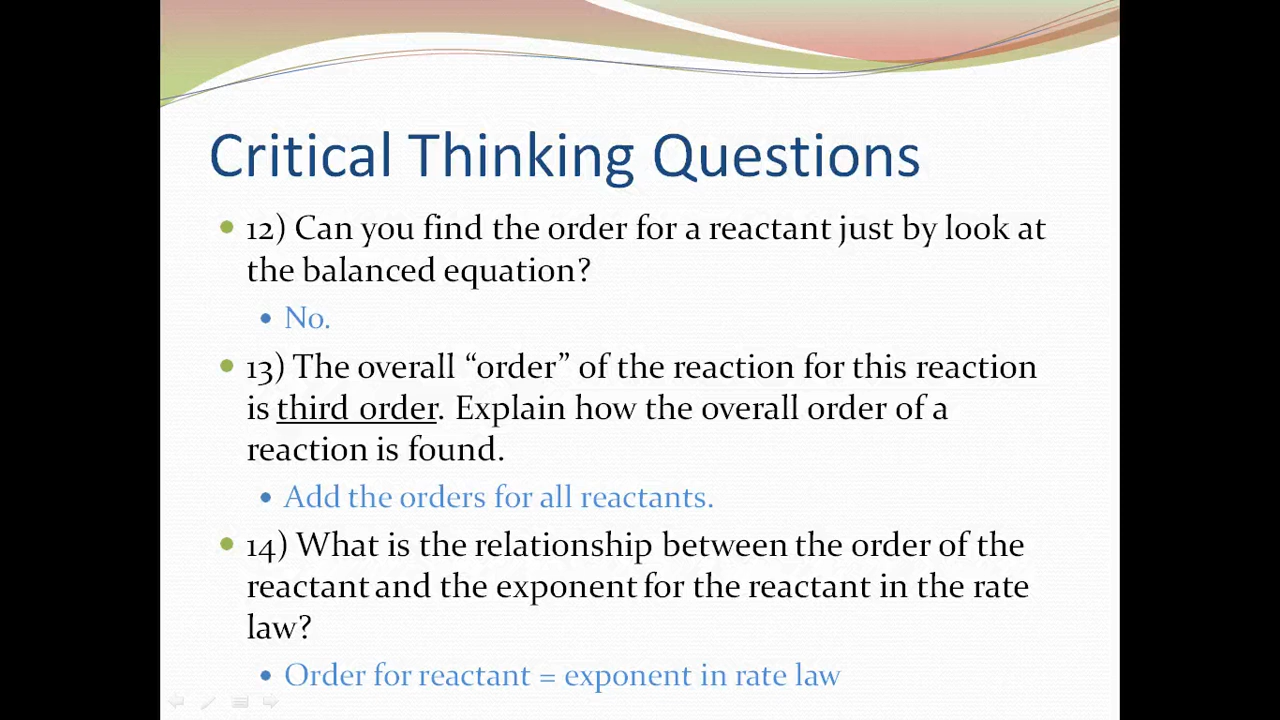 Critical Thinking Questions
• 12) Can you find the order for a reactant just by look at
the balanced equation?
• No.
• 13) The overall “order” of the reaction for this reaction
is third order. Explain how the overall order of a
reaction is found.
• Add the orders for all reactants.
• 14) What is the relationship between the order of the
reactant and the exponent for the reactant in the rate
law?
• Order for reactant = exponent in rate law